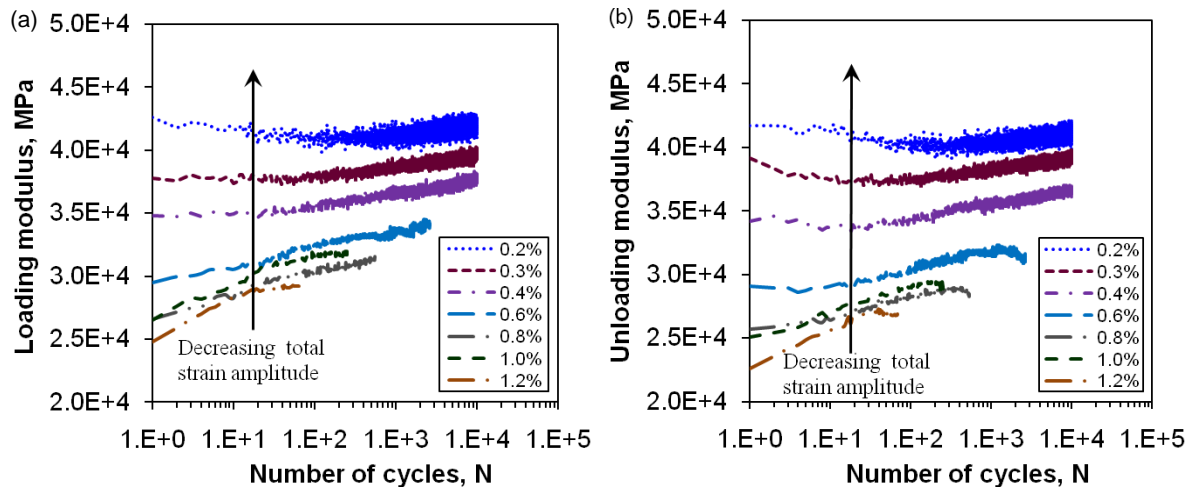 (a)
Loading modulus, MPa
5.0E+4
4.5E+4
4.0E+4
3.5E+4
3.0E+4
2.5E+4
2.0E+4
Decreasing total
strain amplitude
0.2%
0.3%
0.4%
0.6%
0.8%
1.0%
1.2%
1.E+0 1.E+1 1.E+2 1.E+3 1.E+4 1.E+5
Number of cycles, N
(b)
Unloading modulus, MPa
5.0E+4
4.5E+4
4.0E+4
3.5E+4
3.0E+4
2.5E+4
2.0E+4
Decreasing total
strain amplitude
0.2%
0.3%
0.4%
0.6%
0.8%
1.0%
1.2%
1.E+0 1.E+1 1.E+2 1.E+3 1.E+4 1.E+5
Number of cycles, N